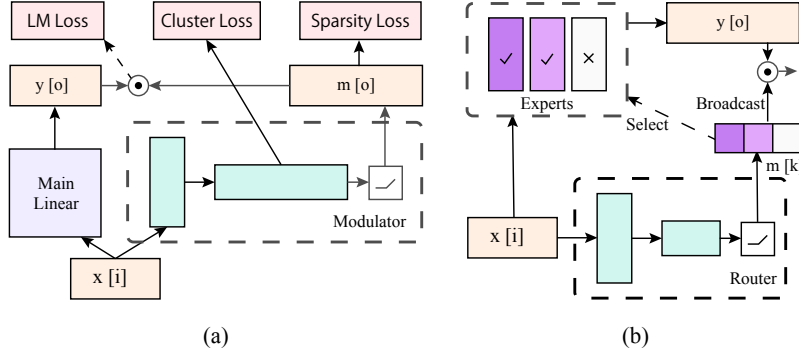 LM Loss
Cluster Loss
Sparsity Loss
y [o]
m [o]
Main
Linear
Modulator
x [i]
(a)
y [o]
Experts
Broadcast
Select
m [k
x [i]
Router
(b)